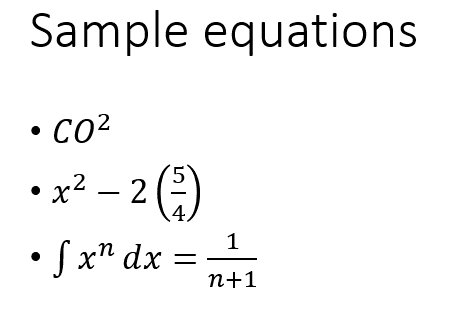 Sample equations
• CO²
• x² − 2(5/4)
• ∫ xⁿ dx = 1/(n+1)